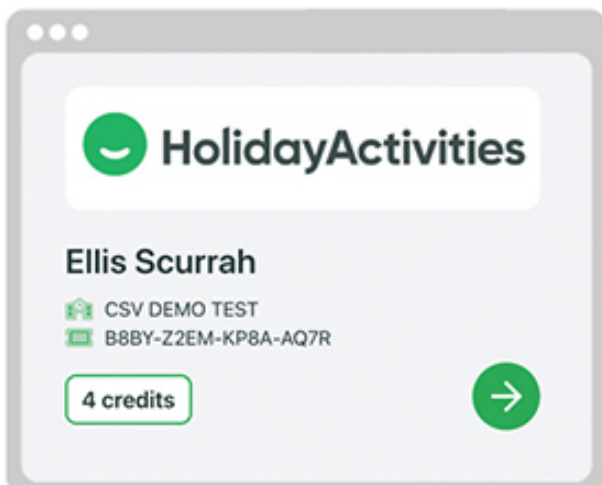 HolidayActivities
Ellis Scurrah
CSV DEMO TEST
B8BY-Z2EM-KP8A-AQ7R
4 credits